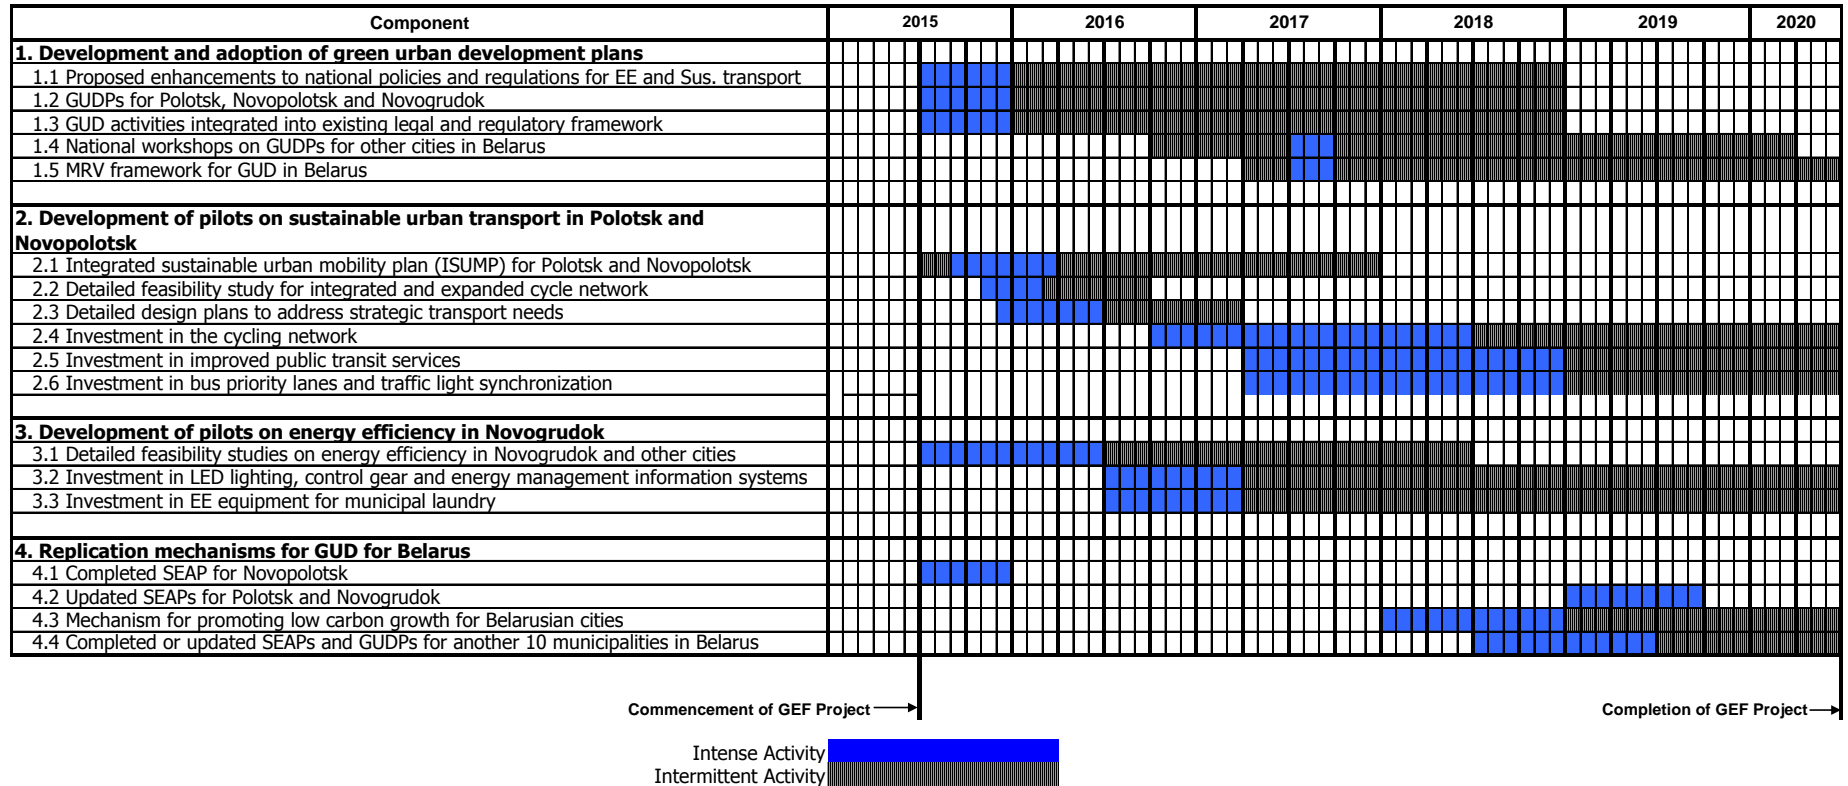 Component 2015 2016 2017 2018 2019 2020
1. Development and adoption of green urban development plans
1.1 Proposed enhancements to national policies and regulations for EE and Sus. transport
1.2 GUDPs for Polotsk, Novopolotsk and Novogrudok
1.3 GUD activities integrated into existing legal and regulatory framework
1.4 National workshops on GUDPs for other cities in Belarus
1.5 MRV framework for GUD in Belarus
2. Development of pilots on sustainable urban transport in Polotsk and
Novopolotsk
2.1 Integrated sustainable urban mobility plan (ISUMP) for Polotsk and Novopolotsk
2.2 Detailed feasibility study for integrated and expanded cycle network
2.3 Detailed design plans to address strategic transport needs
2.4 Investment in the cycling network
2.5 Investment in improved public transit services
2.6 Investment in bus priority lanes and traffic light synchronization
3. Development of pilots on energy efficiency in Novogrudok
3.1 Detailed feasibility studies on energy efficiency in Novogrudok and other cities
3.2 Investment in LED lighting, control gear and energy management information systems
3.3 Investment in EE equipment for municipal laundry
4. Replication mechanisms for GUD for Belarus
4.1 Completed SEAP for Novopolotsk
4.2 Updated SEAPs for Polotsk and Novogrudok
4.3 Mechanism for promoting low carbon growth for Belarusian cities
4.4 Completed or updated SEAPs and GUDPs for another 10 municipalities in Belarus
Commencement of GEF Project
Completion of GEF Project
Intense Activity
Intermittent Activity